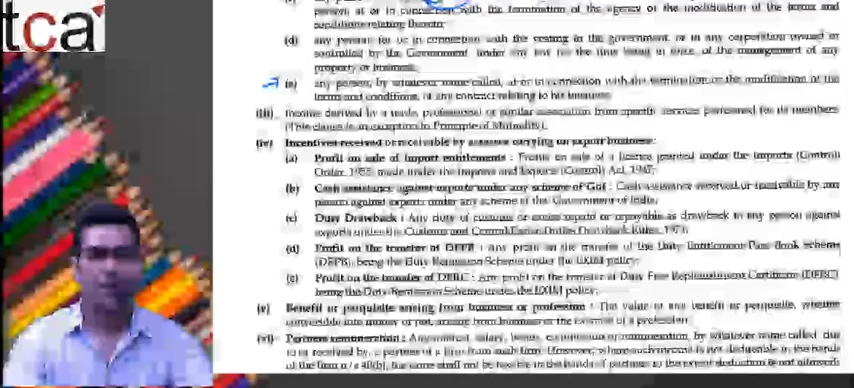 tca
person, at or in connection with the termination of the agency or the modification of the terms and
conditions relating thereto;
(d) any person, for or in connection with the vesting in the Government, or in any corporation owned or
controlled by the Government, under any law for the time being in force, of the management of any
property or business;
(e) any person, by whatever name called, at or in connection with the termination or the modification of the
terms and conditions, of any contract relating to his business.
(iii) Income derived by a trade, professional or similar association from specific services performed for its members
(This clause is an exception to Principle of Mutuality).
(iv) Incentives received or receivable by assessee carrying on export business:
(a) Profit on sale of import entitlements : Profits on sale of a licence granted under the Imports (Control)
Order, 1955, made under the Imports and Exports (Control) Act, 1947;
(b) Cash assistance against exports under any scheme of GoI : Cash assistance received or receivable by any
person against exports under any scheme of the Government of India;
(c) Duty Drawback : Any duty of customs or excise repaid or repayable as drawback to any person against
exports under the Customs and Central Excise Duties Drawback Rules, 1971;
(d) Profit on the transfer of DEPB : Any profit on the transfer of the Duty Entitlement Pass Book Scheme
(DEPB), being the Duty Remission Scheme under the EXIM policy;
(e) Profit on the transfer of DFRC : Any profit on the transfer of Duty Free Replenishment Certificate (DFRC)
being the Duty Remission Scheme under the EXIM policy.
(v) Benefit or perquisite arising from business or profession : The value of any benefit or perquisite, whether
convertible into money or not, arising from business or the exercise of a profession.
(vi) Partners remuneration : Any interest, salary, bonus, commission or remuneration, by whatever name called, due
to or received by, a partner of a firm from such firm. However, where such income is not deductible in the hands
of the firm u/s 40(b), the same shall not be taxable in the hands of partners to the extent deduction is not allowed.